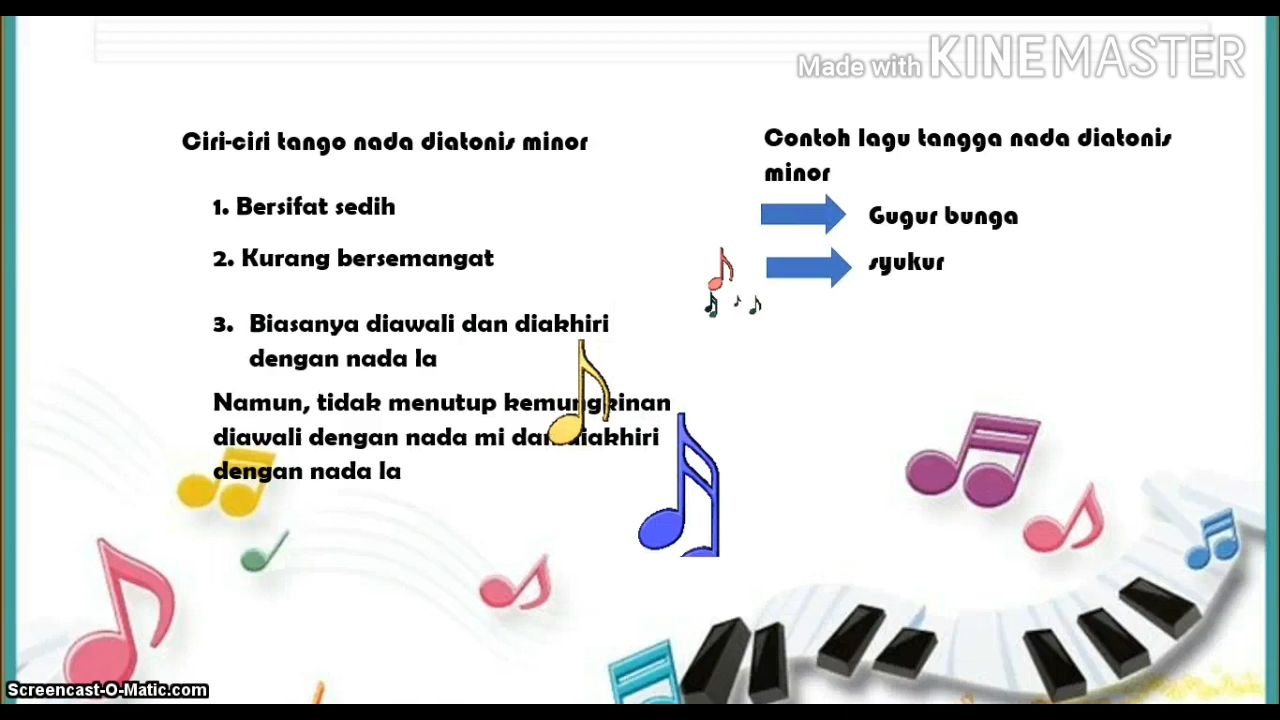 Made with KINEMASTER
Ciri-ciri tango nada diatonis minor
1. Bersifat sedih
2. Kurang bersemangat
3. Biasanya diawali dan diakhiri
dengan nada la
Namun, tidak menutup kemungkinan
diawali dengan nada mi dan diakhiri
dengan nada la
Contoh lagu tangga nada diatonis
minor
Gugur bunga
syukur
Screencast-O-Matic.com